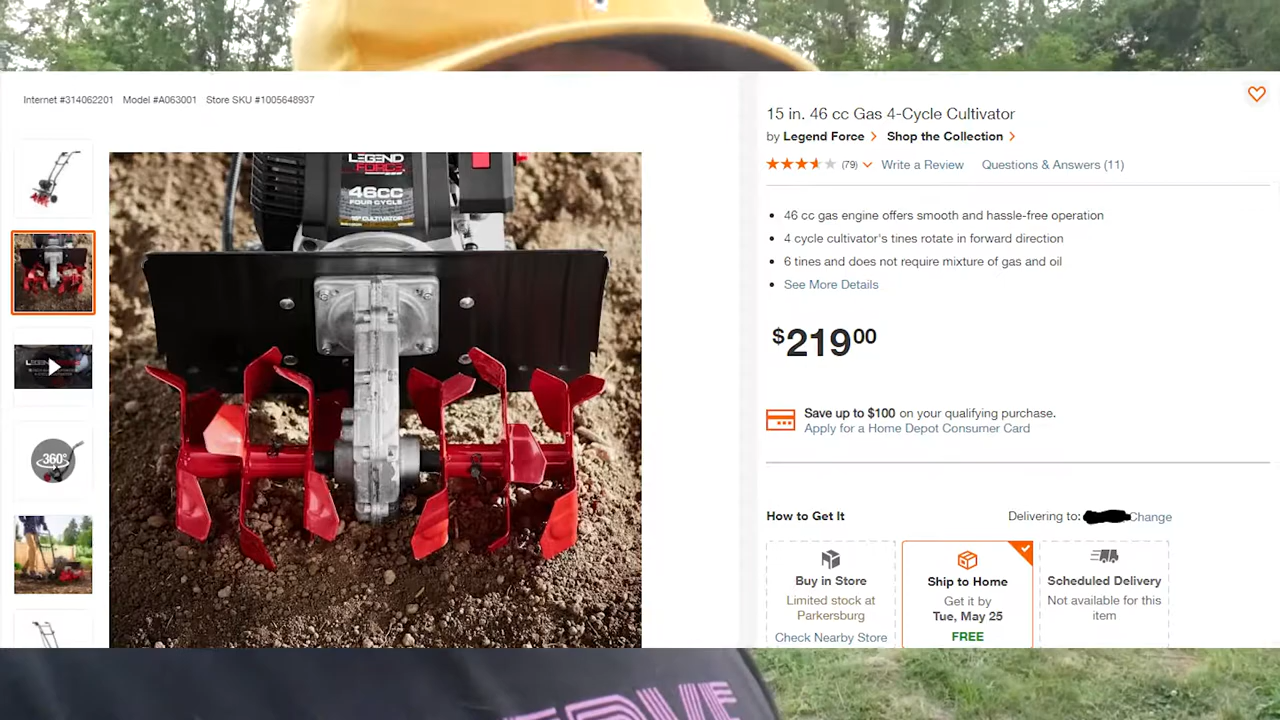 Internet #314062201 Model #A063001 Store SKU #1005648937
LEGEND
FORCE
46CC
FOUR CYCLE
15" CULTIVATOR
360°
15 in. 46 cc Gas 4-Cycle Cultivator
by Legend Force > Shop the Collection >
(79) Write a Review Questions & Answers (11)
• 46 cc gas engine offers smooth and hassle-free operation
• 4 cycle cultivator's tines rotate in forward direction
• 6 tines and does not require mixture of gas and oil
• See More Details
$21900
Save up to $100 on your qualifying purchase.
Apply for a Home Depot Consumer Card
How to Get It
Delivering to: Change
Buy in Store
Limited stock at
Parkersburg
Check Nearby Store
Ship to Home
Get it by
Tue, May 25
FREE
Scheduled Delivery
Not available for this
item